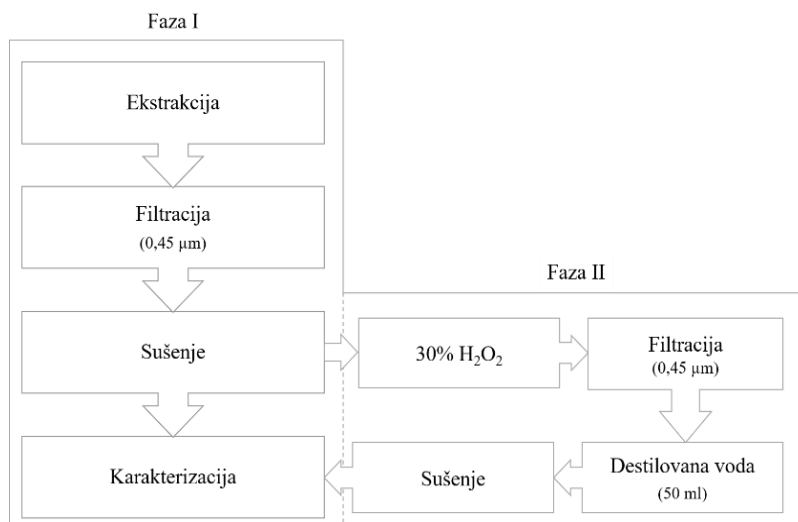 Faza I
Ekstrakcija
Filtracija
(0,45 µm)
Sušenje
Karakterizacija
Faza II
30% H₂O₂
Filtracija
(0,45 µm)
Destilovana voda
(50 ml)
Sušenje